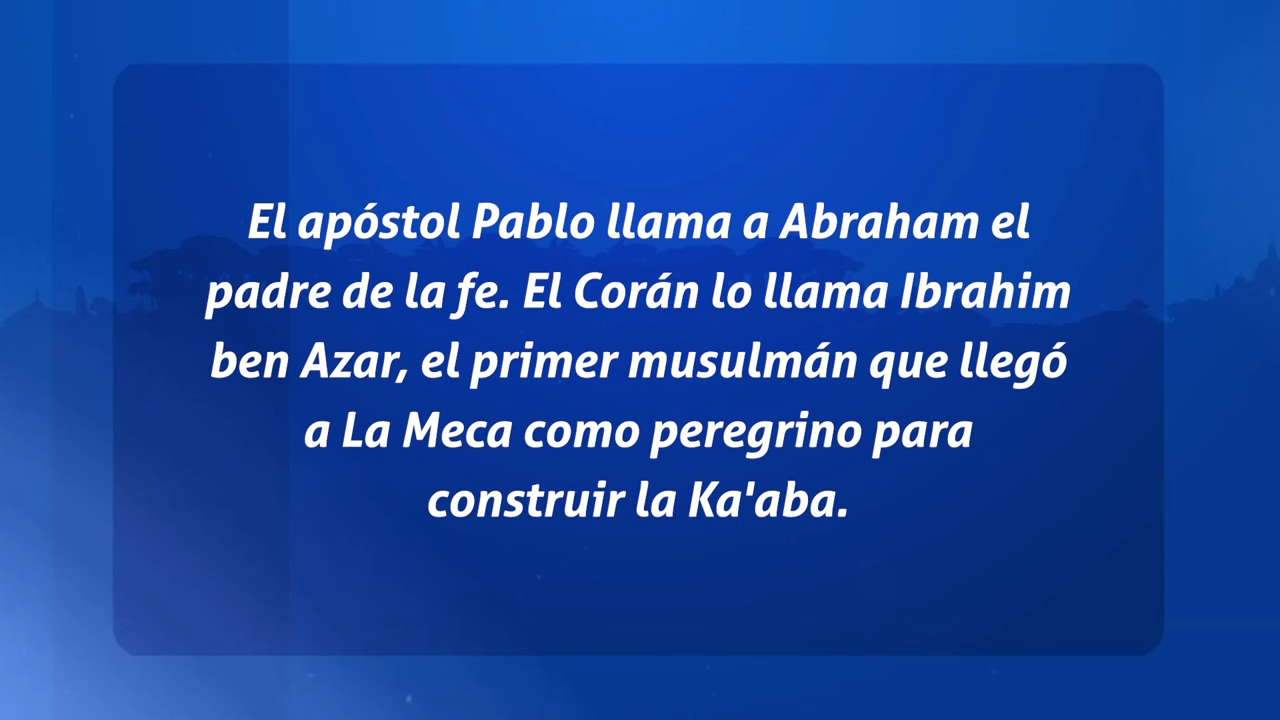 El apóstol Pablo llama a Abraham el
padre de la fe. El Corán lo llama Ibrahim
ben Azar, el primer musulmán que llegó
a La Meca como peregrino para
construir la Ka'aba.